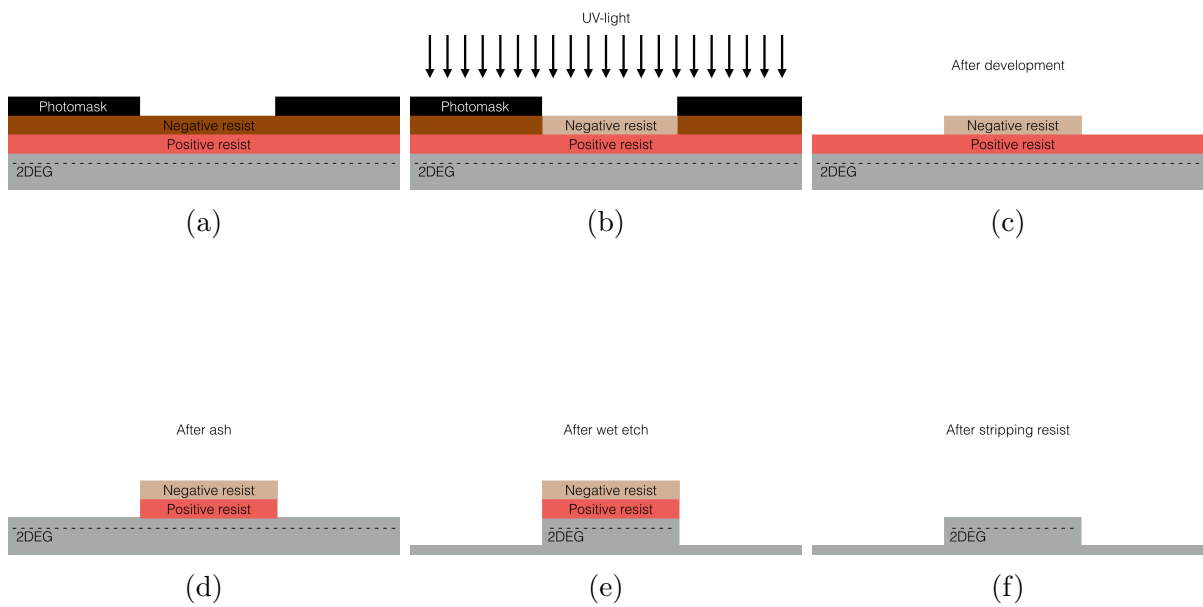 UV-light
Photomask
Negative resist
Positive resist
2DEG
(a)
Photomask
Negative resist
Positive resist
2DEG
(b)
After development
Negative resist
Positive resist
2DEG
(c)
After ash
Negative resist
Positive resist
2DEG
(d)
After wet etch
Negative resist
Positive resist
2DEG
(e)
After stripping resist
2DEG
(f)